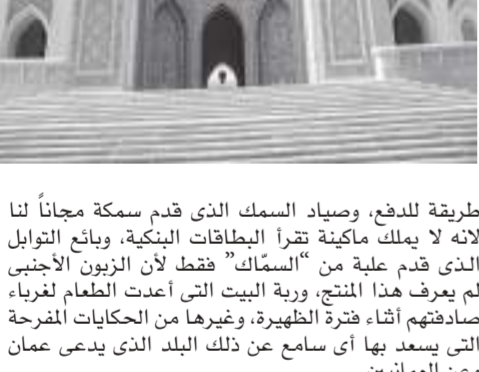 طريقة للدفع، وصياد السمك الذى قدم سمكة مجاناً لنا
لانه لا يملك ماكينة تقرأ البطاقات البنكية، وبائع التوابل
الذى قدم علبة من “السمّاك” فقط لأن الزبون الأجنبى
لم يعرف هذا المنتج، وربة البيت التى أعدت الطعام لغرباء
صادفتهم أثناء فترة الظهيرة، وغيرها من الحكايات المفرحة
التى يسعد بها أى سامع عن ذلك البلد الذى يدعى عمان
وعن العمانيين